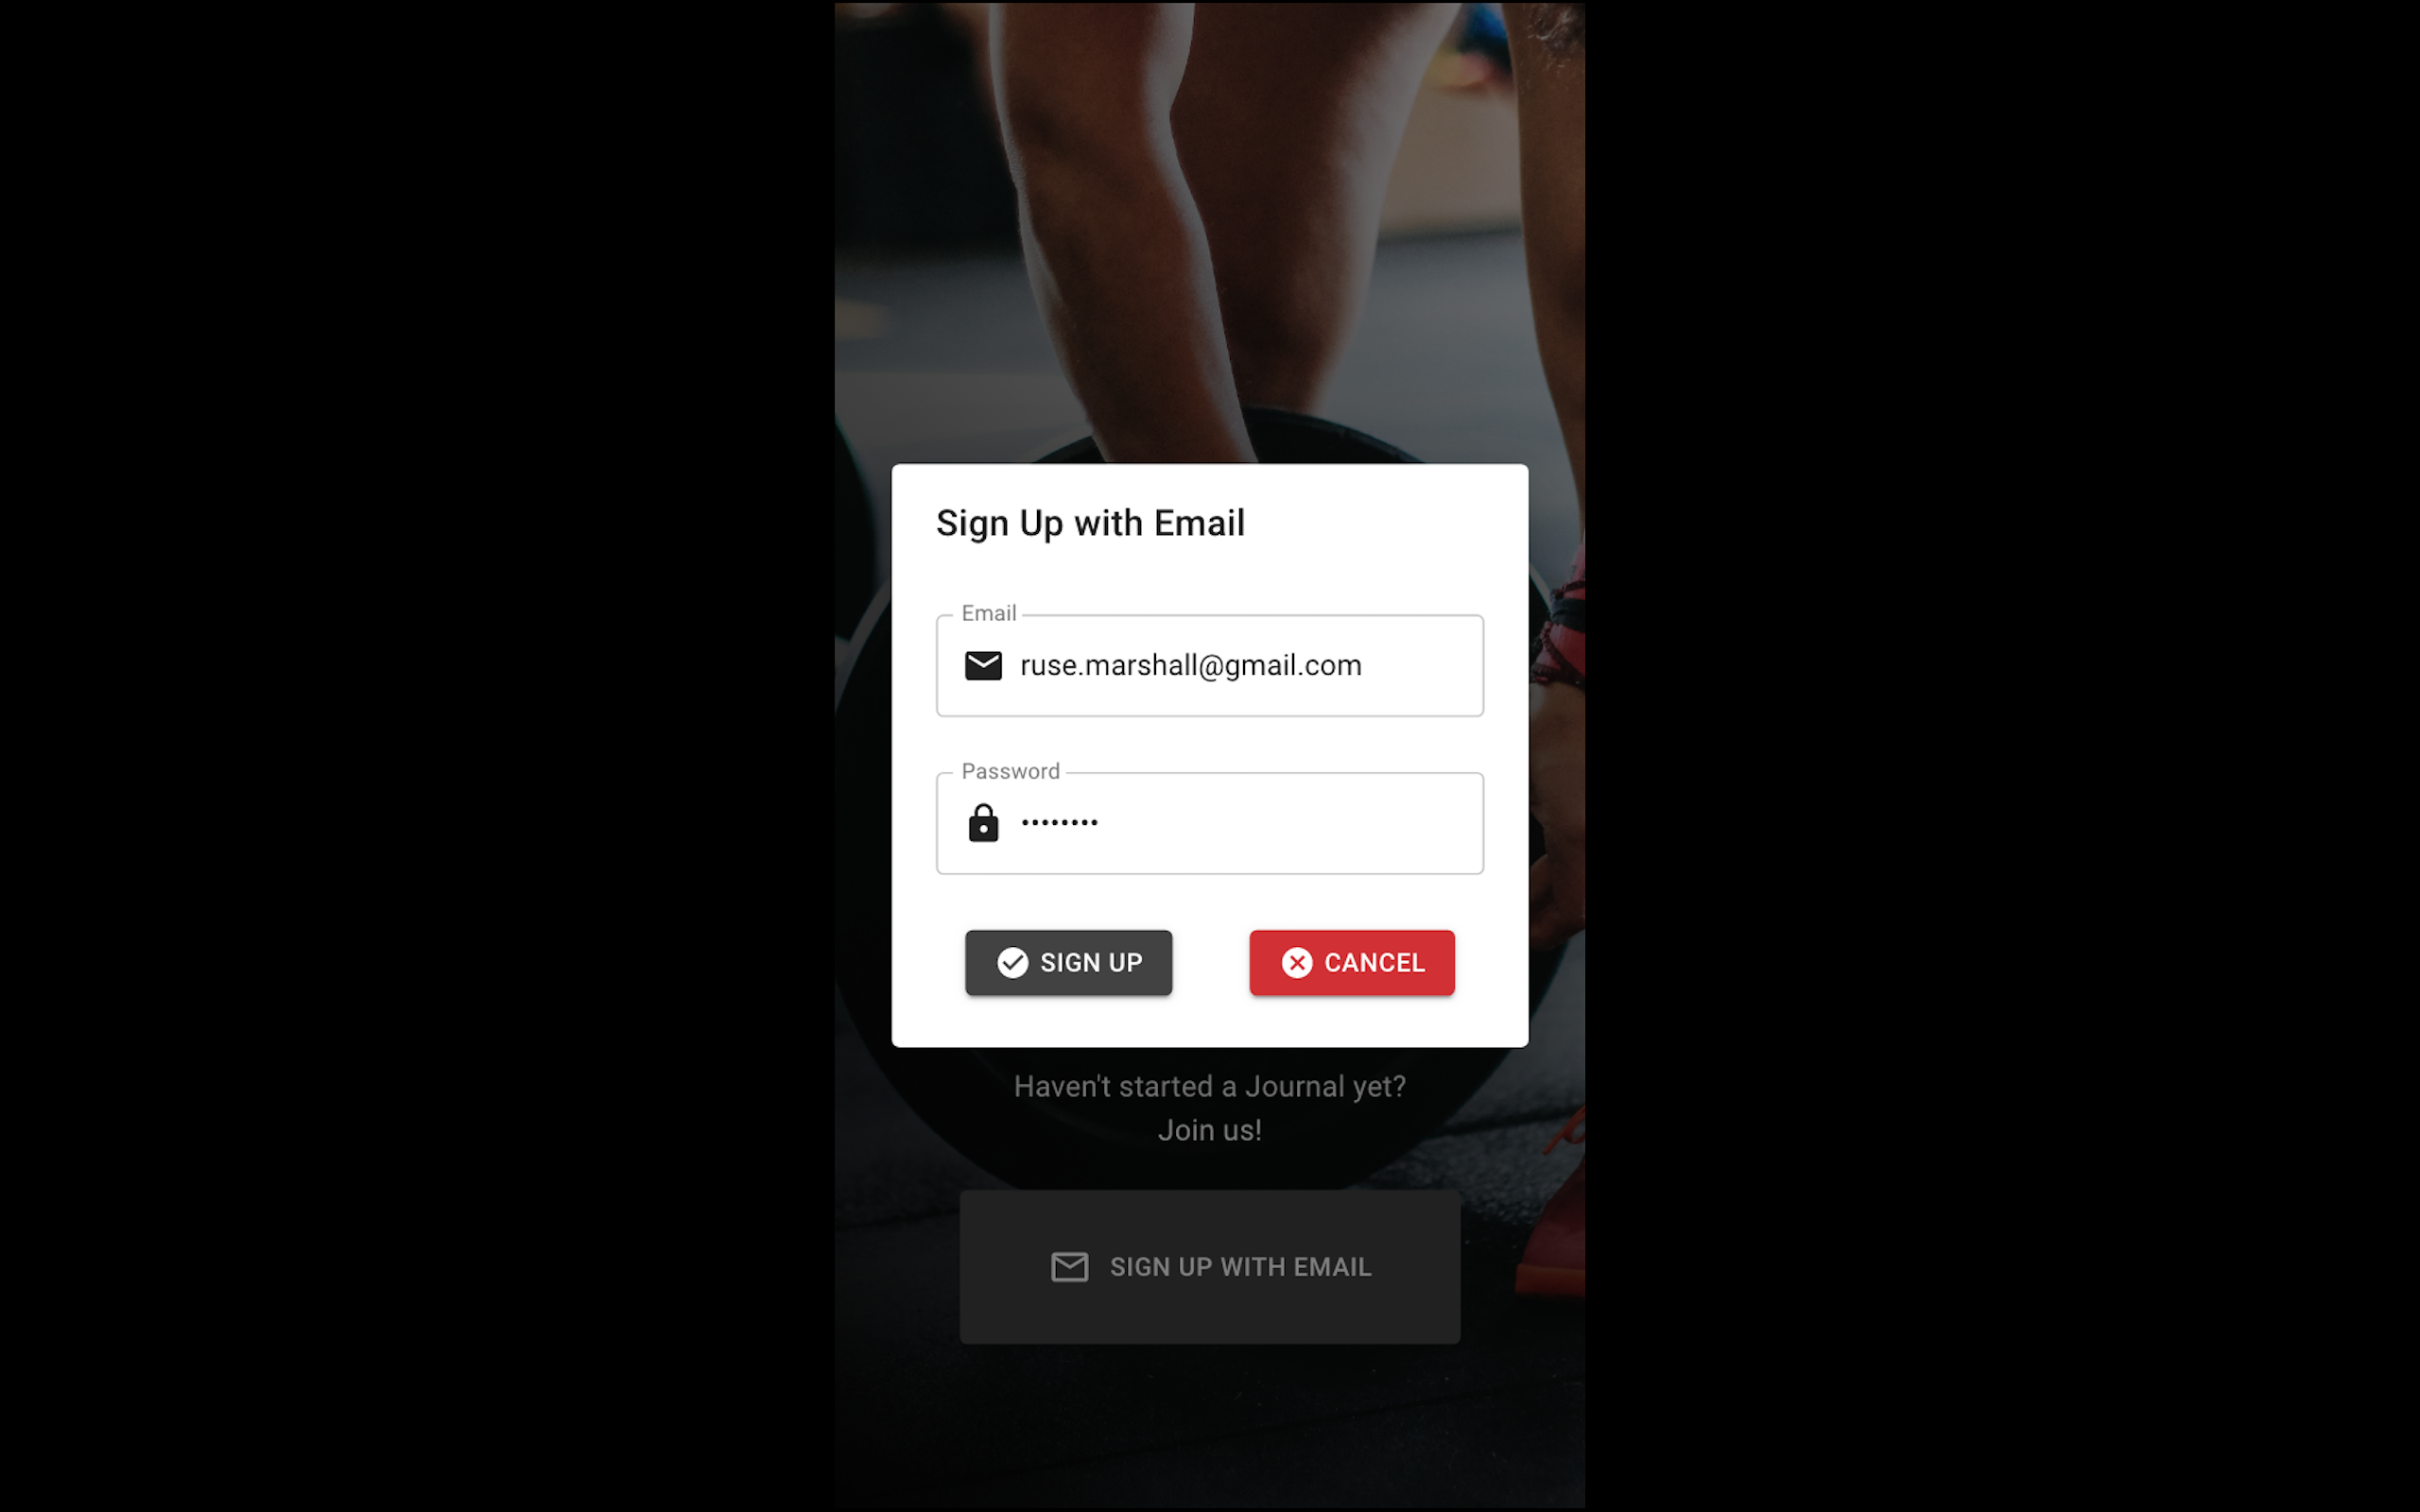 Sign Up with Email
Email
ruse.marshall@gmail.com
Password
••••••••
SIGN UP
CANCEL
Haven't started a Journal yet?
Join us!
SIGN UP WITH EMAIL